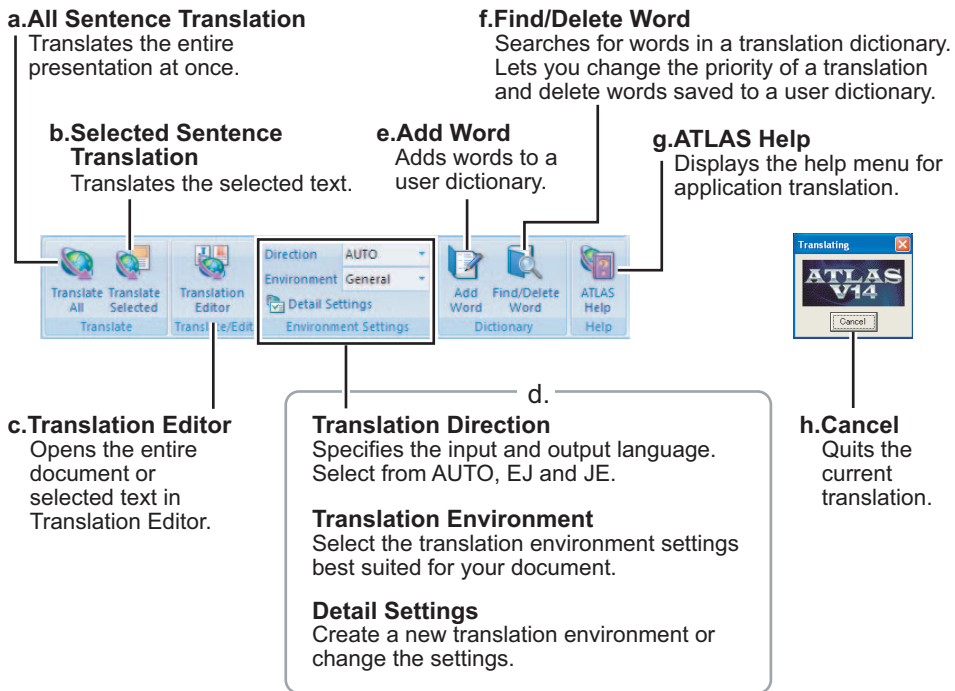 a.All Sentence Translation
Translates the entire
presentation at once.
f.Find/Delete Word
Searches for words in a translation dictionary.
Lets you change the priority of a translation
and delete words saved to a user dictionary.
b.Selected Sentence
Translation
Translates the selected text.
e.Add Word
Adds words to a
user dictionary.
g.ATLAS Help
Displays the help menu for
application translation.
Translate
All
Translate
Selected
Translate
Translation
Editor
Translate/Edit
Direction AUTO
Environment General
Detail Settings
Environment Settings
Add
Word
Find/Delete
Word
Dictionary
ATLAS
Help
Help
Translating
ATLAS
V14
Cancel
c.Translation Editor
Opens the entire
document or
selected text in
Translation Editor.
d.
Translation Direction
Specifies the input and output language.
Select from AUTO, EJ and JE.
Translation Environment
Select the translation environment settings
best suited for your document.
Detail Settings
Create a new translation environment or
change the settings.
h.Cancel
Quits the
current
translation.